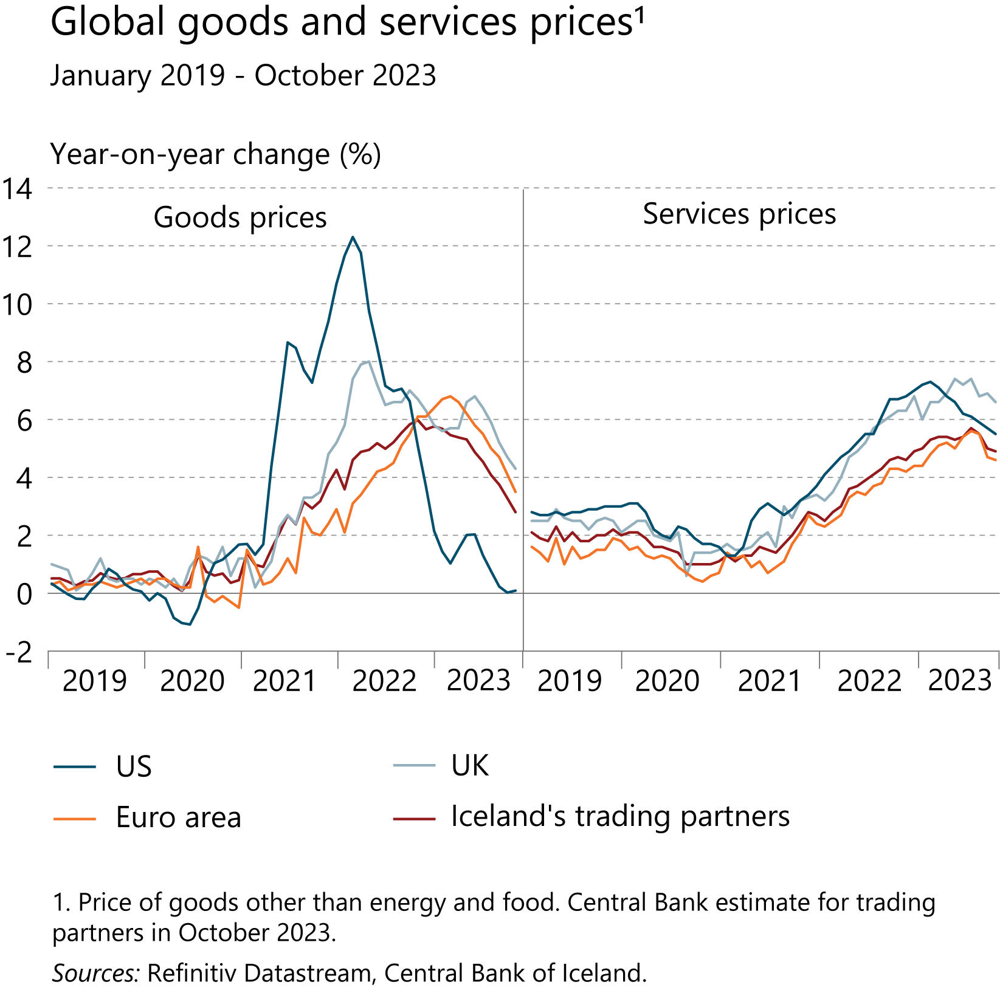 Global goods and services prices¹
January 2019 - October 2023
Year-on-year change (%)
14
12
10
8
6
4
2
0
-2
Goods prices
Services prices
2019 2020 2021 2022 2023 2019 2020 2021 2022 2023
US UK
Euro area Iceland's trading partners
1. Price of goods other than energy and food. Central Bank estimate for trading
partners in October 2023.
Sources: Refinitiv Datastream, Central Bank of Iceland.